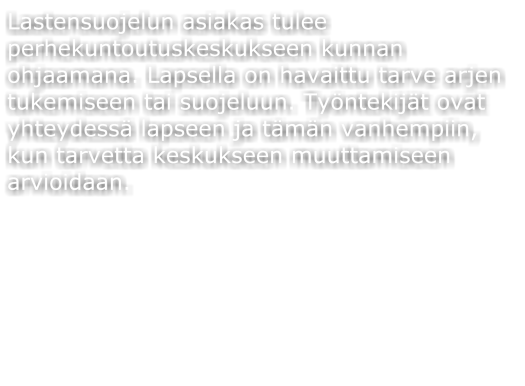 Lastensuojelun asiakas tulee
perhekuntoutuskeskukseen kunnan
ohjaamana. Lapsella on havaittu tarve arjen
tukemiseen tai suojeluun. Työntekijät ovat
yhteydessä lapseen ja tämän vanhempiin,
kun tarvetta keskukseen muuttamiseen
arvioidaan.